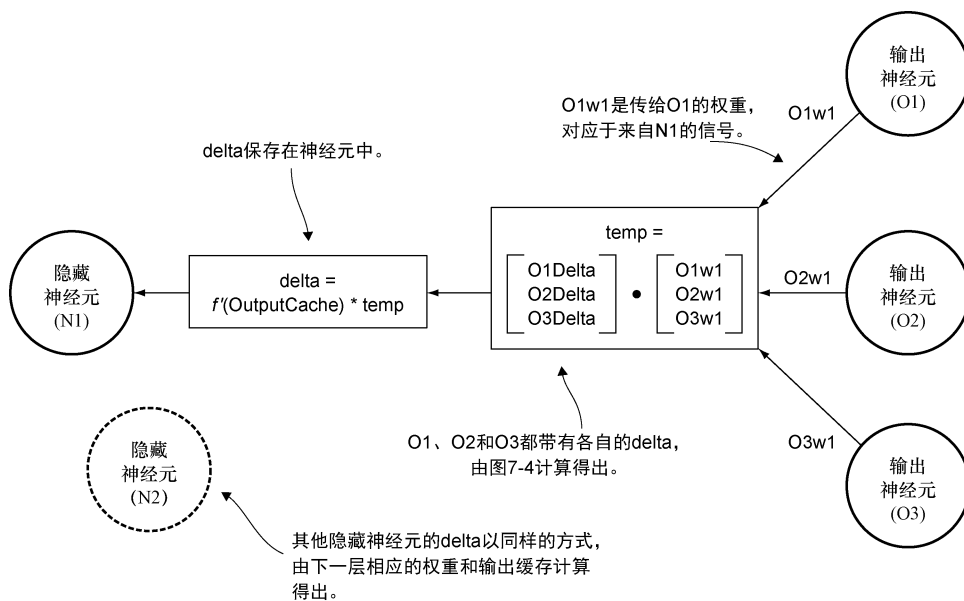 输出
神经元
(O1)
O1w1是传给O1的权重,
对应于来自N1的信号。
O1w1
delta保存在神经元中。
temp =
O1Delta
O2Delta
O3Delta
•
O1w1
O2w1
O3w1
delta =
f'(OutputCache) * temp
隐藏
神经元
(N1)
O2w1
输出
神经元
(O2)
O1、O2和O3都带有各自的delta,
由图7-4计算得出。
O3w1
输出
神经元
(O3)
隐藏
神经元
(N2)
其他隐藏神经元的delta以同样的方式,
由下一层相应的权重和输出缓存计算
得出。